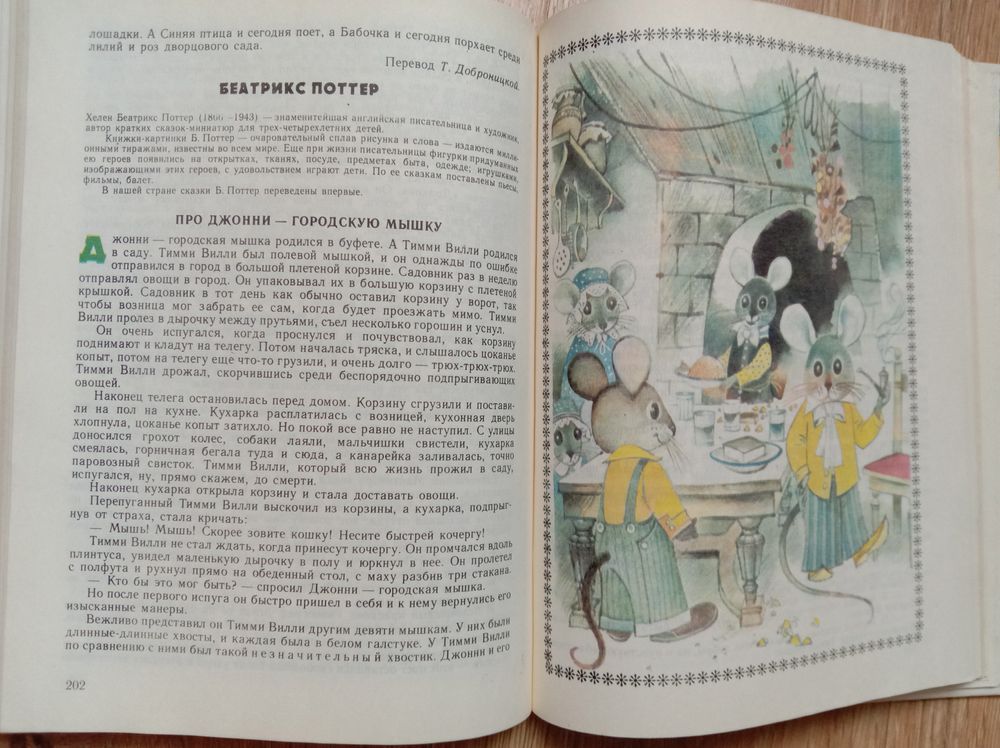 лошадки. А Синяя птица и сегодня поет, а Бабочка и сегодня порхает среди
лилий и роз дворцового сада.
Перевод Т. Доброницкой.
БЕАТРИКС ПОТТЕР
Хелен Беатрикс Поттер (1866—1943) — знаменитейшая английская писательница и художник,
автор кратких сказок-миниатюр для трех-четырехлетних детей.
Книжки-картинки Б. Поттер — очаровательный сплав рисунка и слова — издаются милли-
онными тиражами, известны во всем мире. Еще при жизни писательницы фигурки придуманных
ею героев появились на открытках, тканях, посуде, предметах быта, одежде; игрушками,
изображающими этих героев, с удовольствием играют дети. По ее сказкам поставлены пьесы,
фильмы, балет.
В нашей стране сказки Б. Поттер переведены впервые.
ПРО ДЖОННИ — ГОРОДСКУЮ МЫШКУ
Джонни — городская мышка родился в буфете. А Тимми Вилли родился
в саду. Тимми Вилли был полевой мышкой, и он однажды по ошибке
отправился в город в большой плетеной корзине. Садовник раз в неделю
отправлял овощи в город. Он упаковывал их в большую корзину с плетеной
крышкой. Садовник в тот день как обычно оставил корзину у ворот, так
чтобы возница мог забрать ее сам, когда будет проезжать мимо. Тимми
Вилли пролез в дырочку между прутьями, съел несколько горошин и уснул.
Он очень испугался, когда проснулся и почувствовал, как корзину
поднимают и кладут на телегу. Потом началась тряска, и слышалось цоканье
копыт, потом на телегу еще что-то грузили, и очень долго — трюх-трюх-трюх.
Тимми Вилли дрожал, скорчившись среди беспорядочно подпрыгивающих
овощей.
Наконец телега остановилась перед домом. Корзину сгрузили и постави-
ли на пол на кухне. Кухарка расплатилась с возницей, кухонная дверь
хлопнула, цоканье копыт затихло. Но покой все равно не наступил. С улицы
доносился грохот колес, собаки лаяли, мальчишки свистели, кухарка
смеялась, горничная бегала туда и сюда, а канарейка заливалась, точно
паровозный свисток. Тимми Вилли, который всю жизнь прожил в саду,
испугался, ну, прямо скажем, до смерти.
Наконец кухарка открыла корзину и стала доставать овощи.
Перепуганный Тимми Вилли выскочил из корзины, а кухарка, подпрыг-
нув от страха, стала кричать:
— Мышь! Мышь! Скорее зовите кошку! Несите быстрей кочергу!
Тимми Вилли не стал ждать, когда принесут кочергу. Он промчался вдоль
плинтуса, увидел маленькую дырочку в полу и юркнул в нее. Он пролетел
с полфута и рухнул прямо на обеденный стол, с маху разбив три стакана.
— Кто бы это мог быть? — спросил Джонни — городская мышка.
Но после первого испуга он быстро пришел в себя и к нему вернулись его
изысканные манеры.
Вежливо представил он Тимми Вилли другим девяти мышкам. У них были
длинные-длинные хвосты, и каждая была в белом галстуке. У Тимми Вилли
по сравнению с ними был такой незначительный хвостик. Джонни и его
202